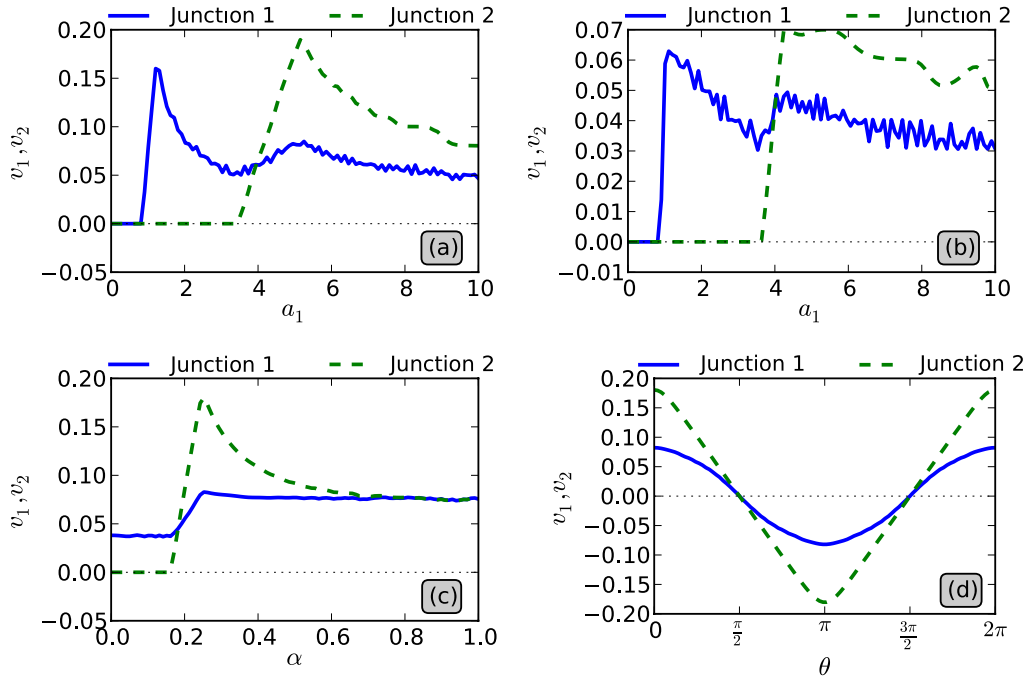 Junction 1 Junction 2
0.20
0.15
0.10
0.05
0.00
−0.05
v1, v2
0 2 4 6 8 10
a1
(a)
Junction 1 Junction 2
0.07
0.06
0.05
0.04
0.03
0.02
0.01
0.00
−0.01
v1, v2
0 2 4 6 8 10
a1
(b)
Junction 1 Junction 2
0.20
0.15
0.10
0.05
0.00
−0.05
v1, v2
0.0 0.2 0.4 0.6 0.8 1.0
α
(c)
Junction 1 Junction 2
0.20
0.15
0.10
0.05
0.00
−0.05
−0.10
−0.15
−0.20
v1, v2
0 π/2 π 3π/2 2π
θ
(d)